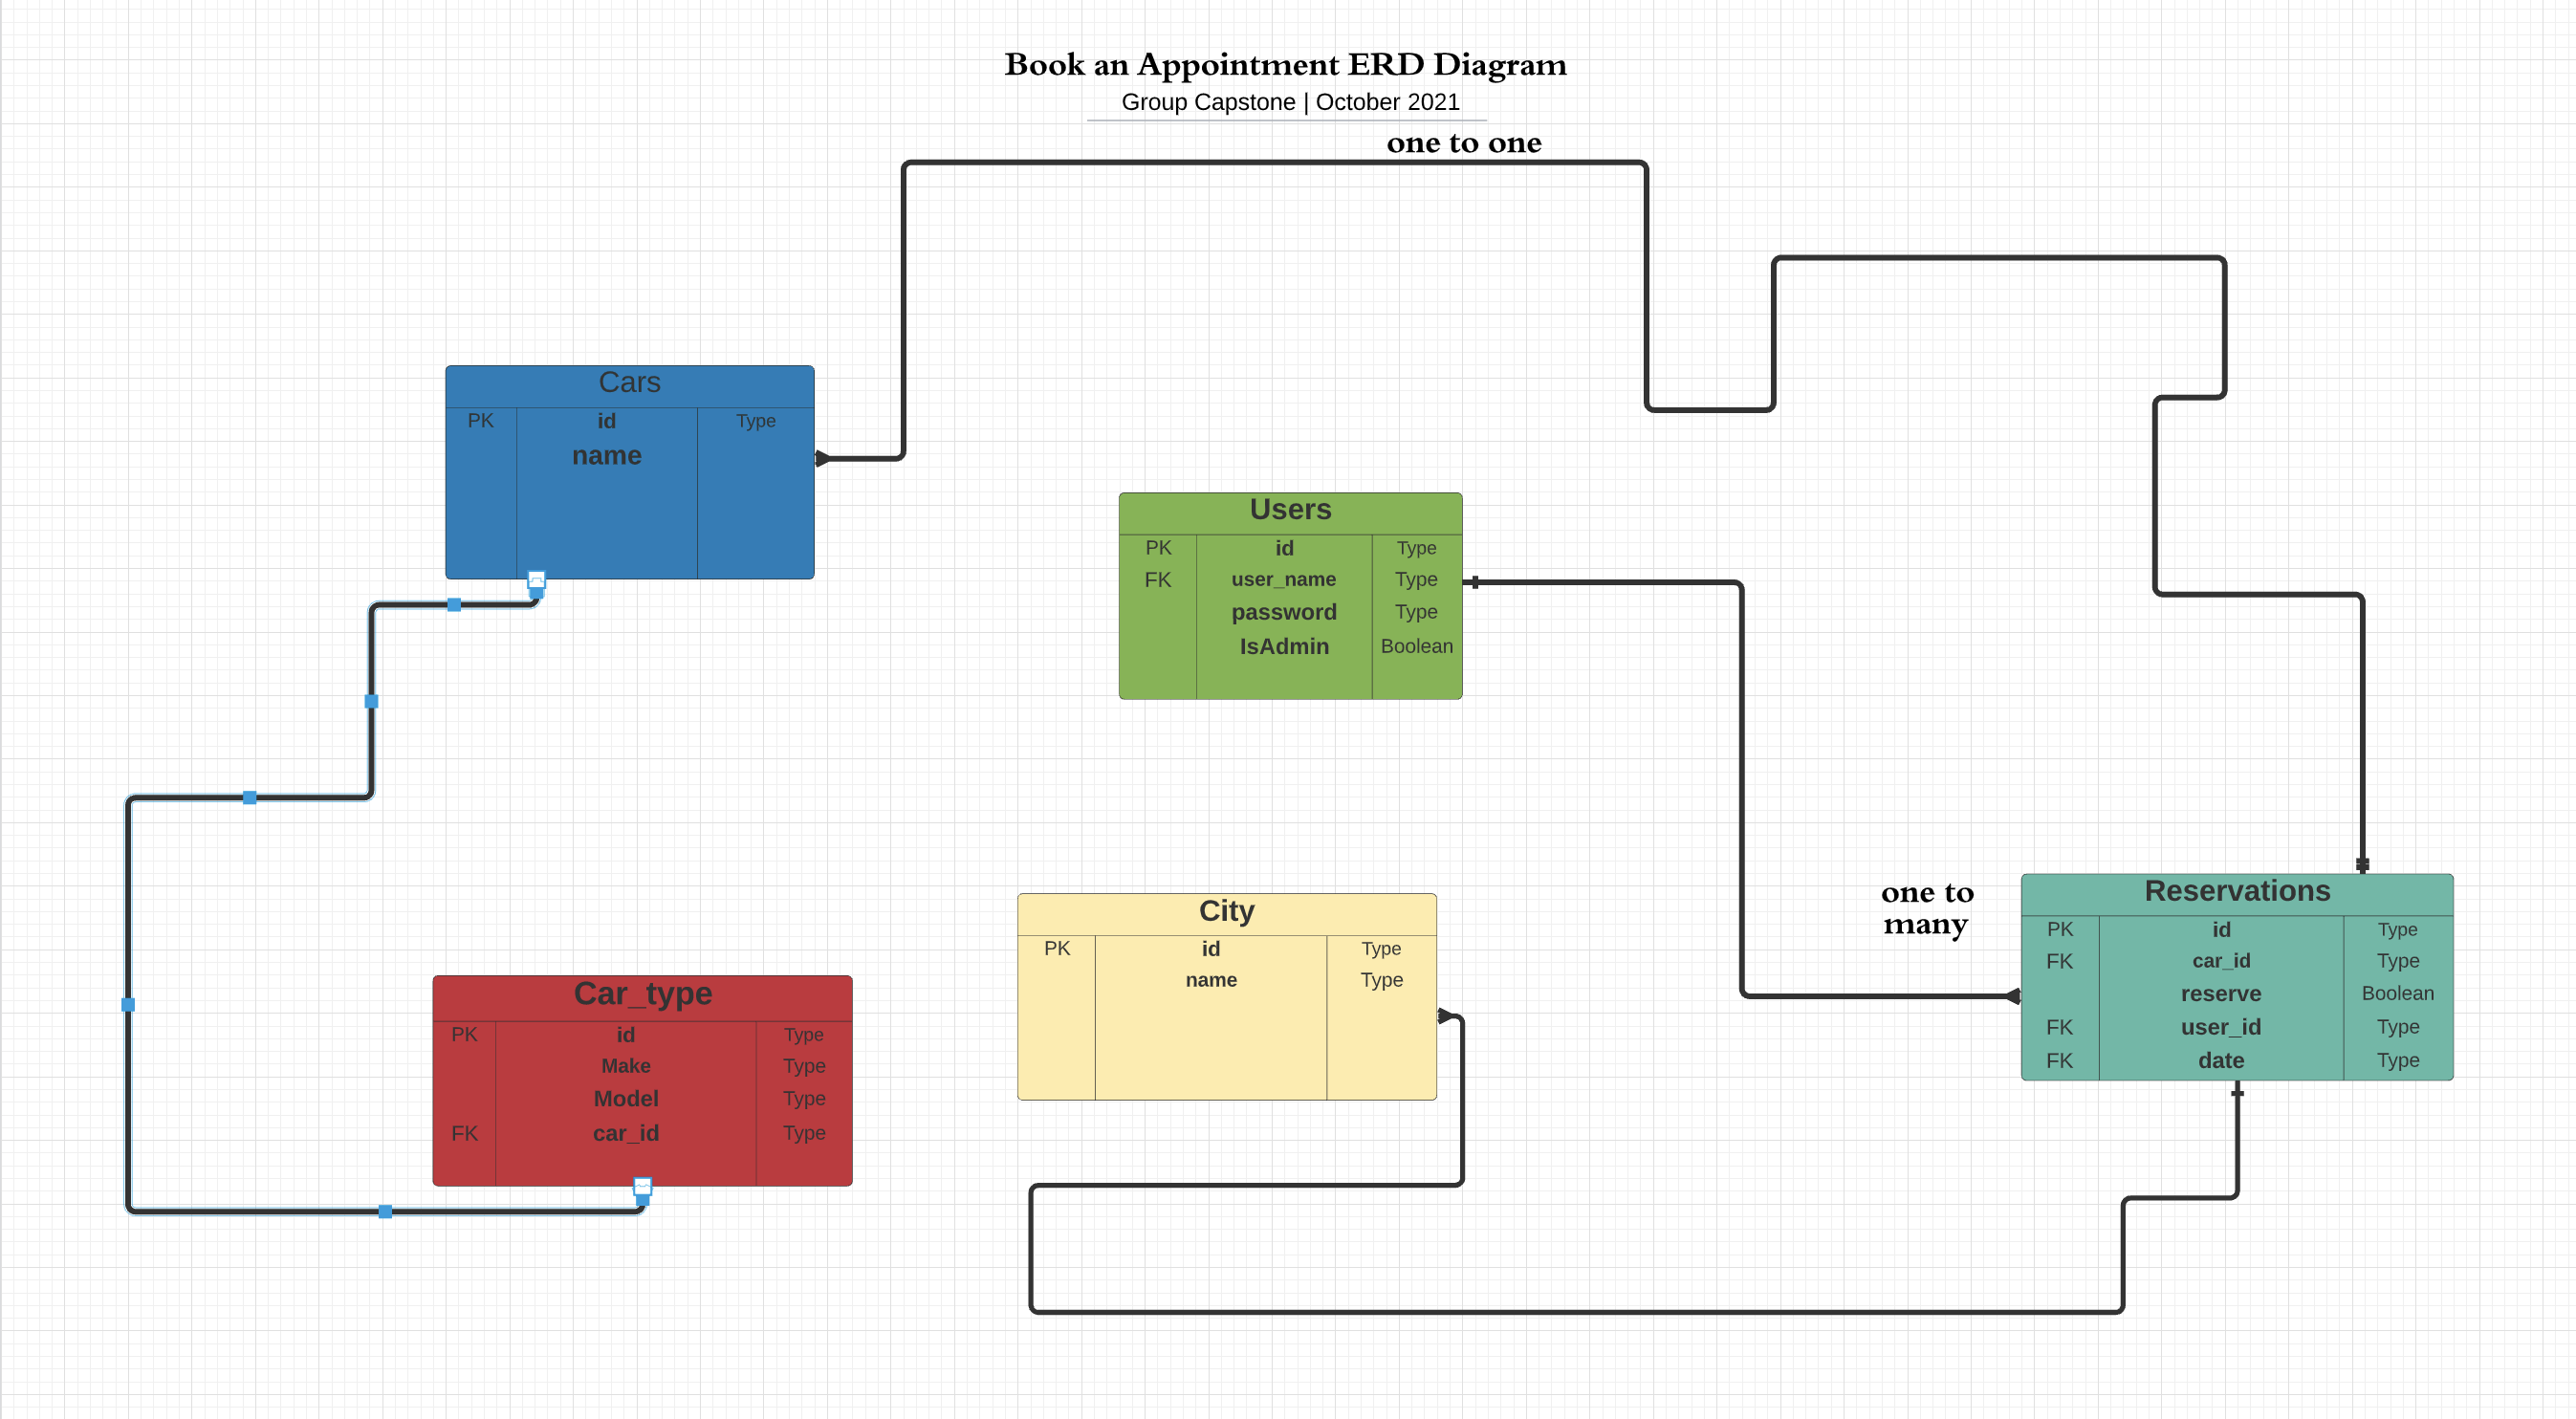 Book an Appointment ERD Diagram
Group Capstone | October 2021
one to one
Cars
PK id Type
name
Users
PK id Type
FK user_name Type
password Type
IsAdmin Boolean
one to
many
Reservations
PK id Type
FK car_id Type
reserve Boolean
FK user_id Type
FK date Type
City
PK id Type
name Type
Car_type
PK id Type
Make Type
Model Type
FK car_id Type